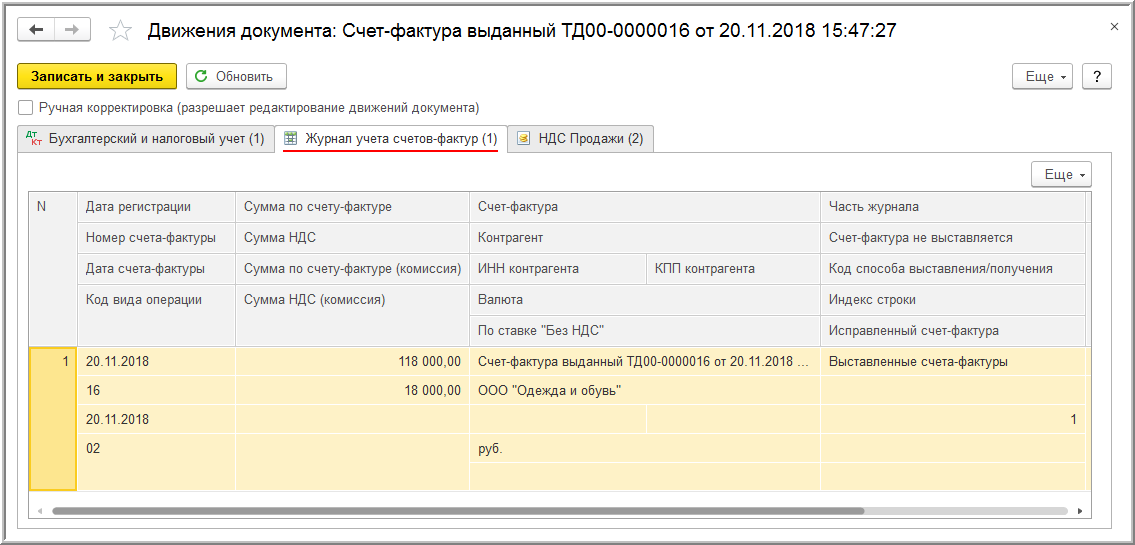 Движения документа: Счет-фактура выданный ТД00-0000016 от 20.11.2018 15:47:27
Записать и закрыть Обновить Еще ?
Ручная корректировка (разрешает редактирование движений документа)
Дт Кт Бухгалтерский и налоговый учет (1) Журнал учета счетов-фактур (1) НДС Продажи (2)
Еще
N Дата регистрации Сумма по счету-фактуре Счет-фактура Часть журнала
Номер счета-фактуры Сумма НДС Контрагент Счет-фактура не выставляется
Дата счета-фактуры Сумма по счету-фактуре (комиссия) ИНН контрагента КПП контрагента Код способа выставления/получения
Код вида операции Сумма НДС (комиссия) Валюта Индекс строки
По ставке "Без НДС" Исправленный счет-фактура
1 20.11.2018 118 000,00 Счет-фактура выданный ТД00-0000016 от 20.11.2018 ... Выставленные счета-фактуры
16 18 000,00 ООО "Одежда и обувь"
20.11.2018 1
02 руб.